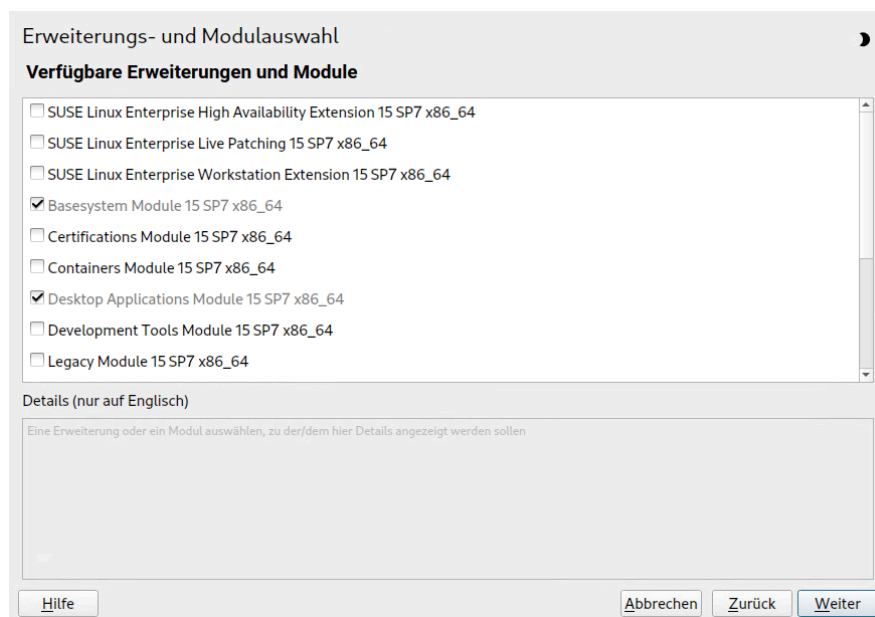 Erweiterungs- und Modulauswahl
Verfügbare Erweiterungen und Module
SUSE Linux Enterprise High Availability Extension 15 SP7 x86_64
SUSE Linux Enterprise Live Patching 15 SP7 x86_64
SUSE Linux Enterprise Workstation Extension 15 SP7 x86_64
Basesystem Module 15 SP7 x86_64
Certifications Module 15 SP7 x86_64
Containers Module 15 SP7 x86_64
Desktop Applications Module 15 SP7 x86_64
Development Tools Module 15 SP7 x86_64
Legacy Module 15 SP7 x86_64
Details (nur auf Englisch)
Eine Erweiterung oder ein Modul auswählen, zu der/dem hier Details angezeigt werden sollen
Hilfe Abbrechen Zurück Weiter